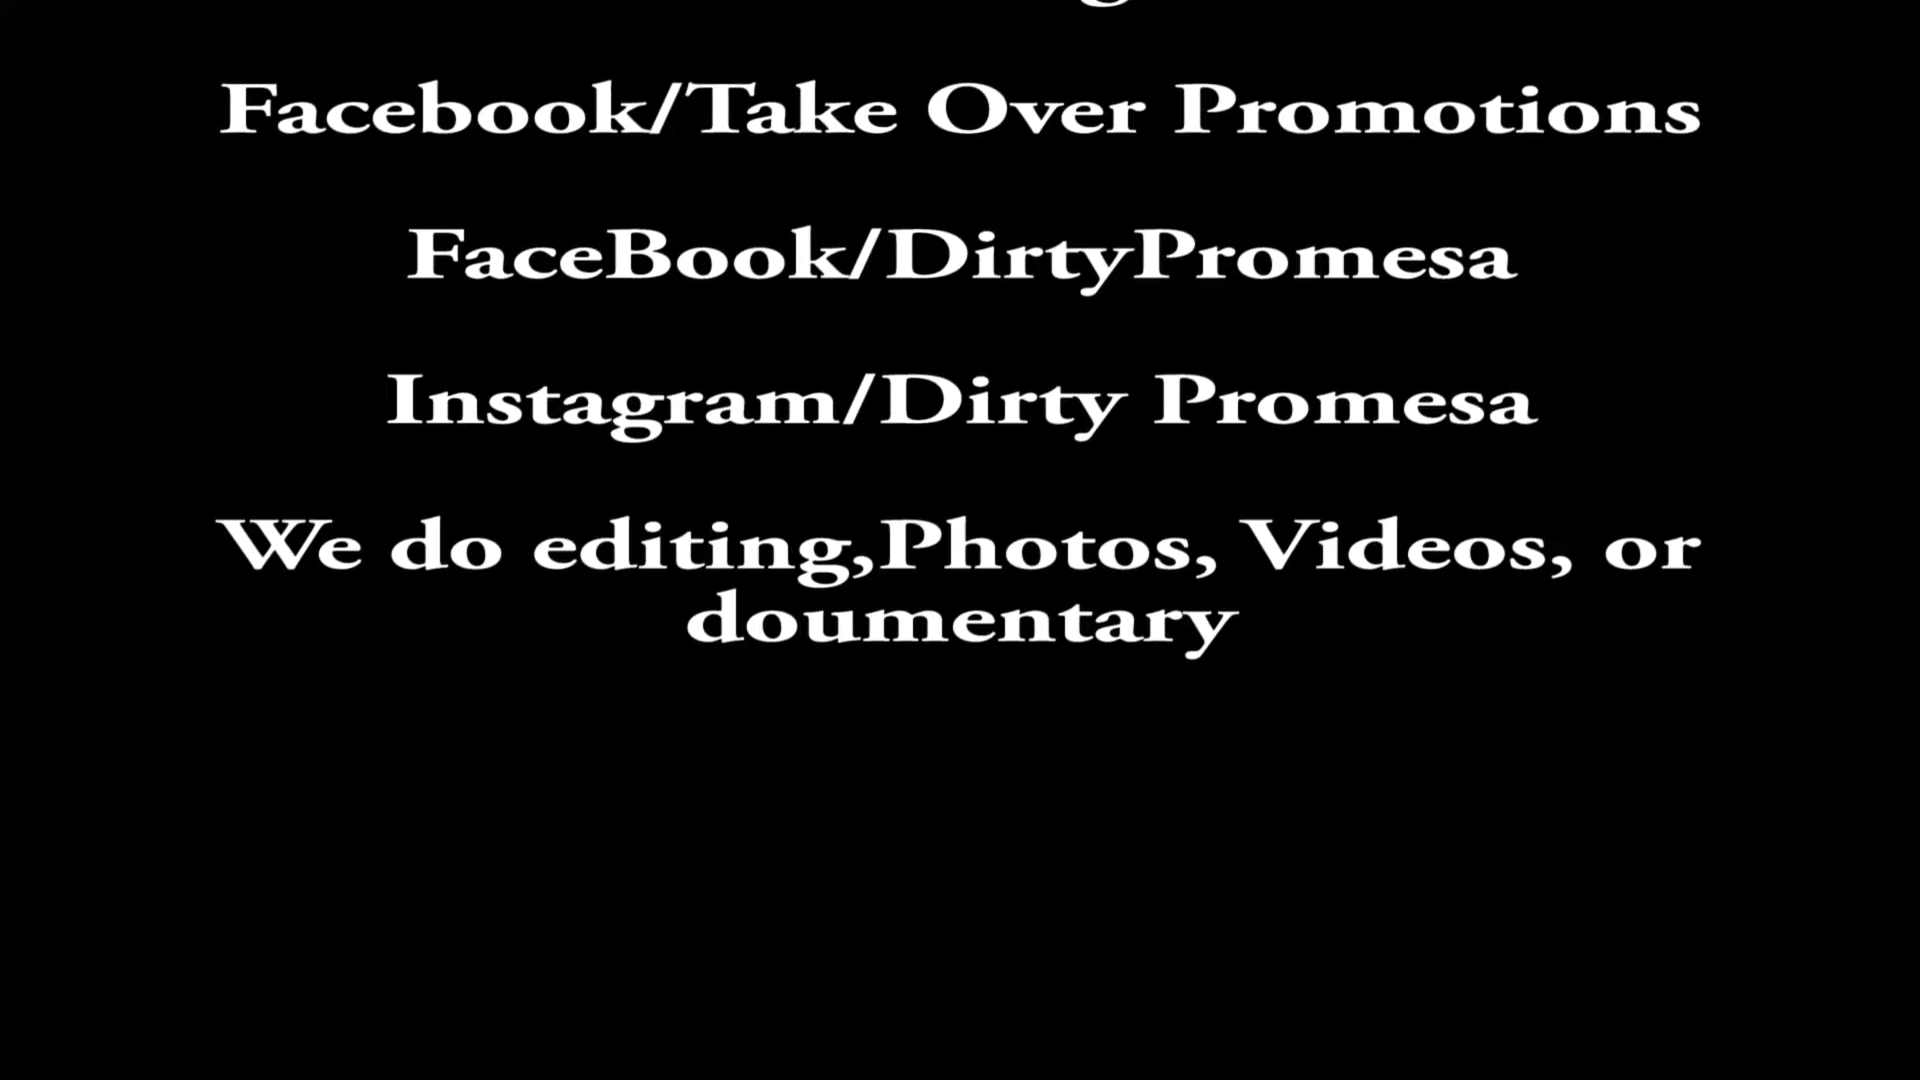 Facebook/Take Over Promotions
FaceBook/DirtyPromesa
Instagram/Dirty Promesa
We do editing,Photos, Videos, or
doumentary